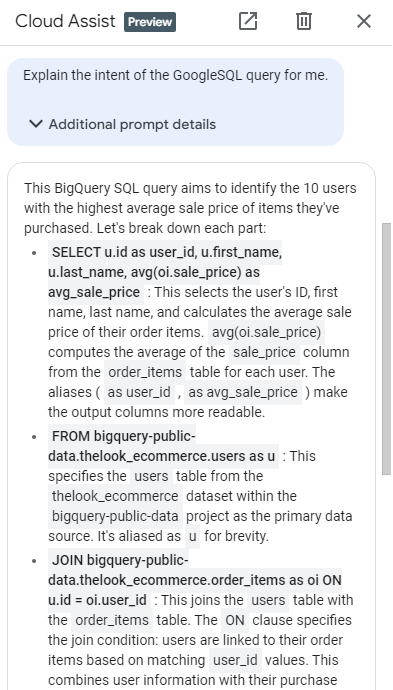 Cloud Assist Preview
Explain the intent of the GoogleSQL query for me.
Additional prompt details
This BigQuery SQL query aims to identify the 10 users
with the highest average sale price of items they've
purchased. Let's break down each part:
• SELECT u.id as user_id, u.first_name,
u.last_name, avg(oi.sale_price) as
avg_sale_price : This selects the user's ID, first
name, last name, and calculates the average sale
price of their order items. avg(oi.sale_price)
computes the average of the sale_price column
from the order_items table for each user. The
aliases ( as user_id , as avg_sale_price ) make
the output columns more readable.
• FROM bigquery-public-
data.thelook_ecommerce.users as u : This
specifies the users table from the
thelook_ecommerce dataset within the
bigquery-public-data project as the primary data
source. It's aliased as u for brevity.
• JOIN bigquery-public-
data.thelook_ecommerce.order_items as oi ON
u.id = oi.user_id : This joins the users table with
the order_items table. The ON clause specifies
the join condition: users are linked to their order
items based on matching user_id values. This
combines user information with their purchase